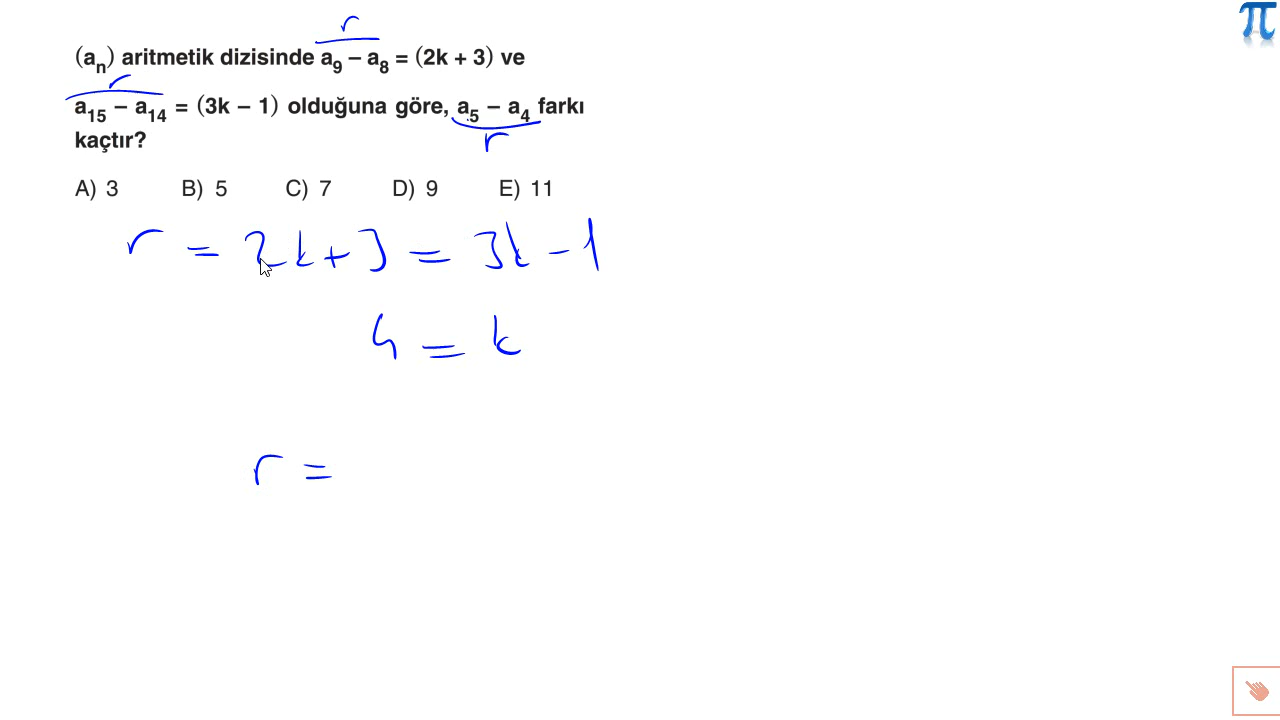 r
(aₙ) aritmetik dizisinde a₉ – a₈ = (2k + 3) ve
r
a₁₅ – a₁₄ = (3k – 1) olduğuna göre, a₅ – a₄ farkı
r
kaçtır?
A) 3 B) 5 C) 7 D) 9 E) 11
r = 2k+3 = 3k-1
4 = k
r =
π